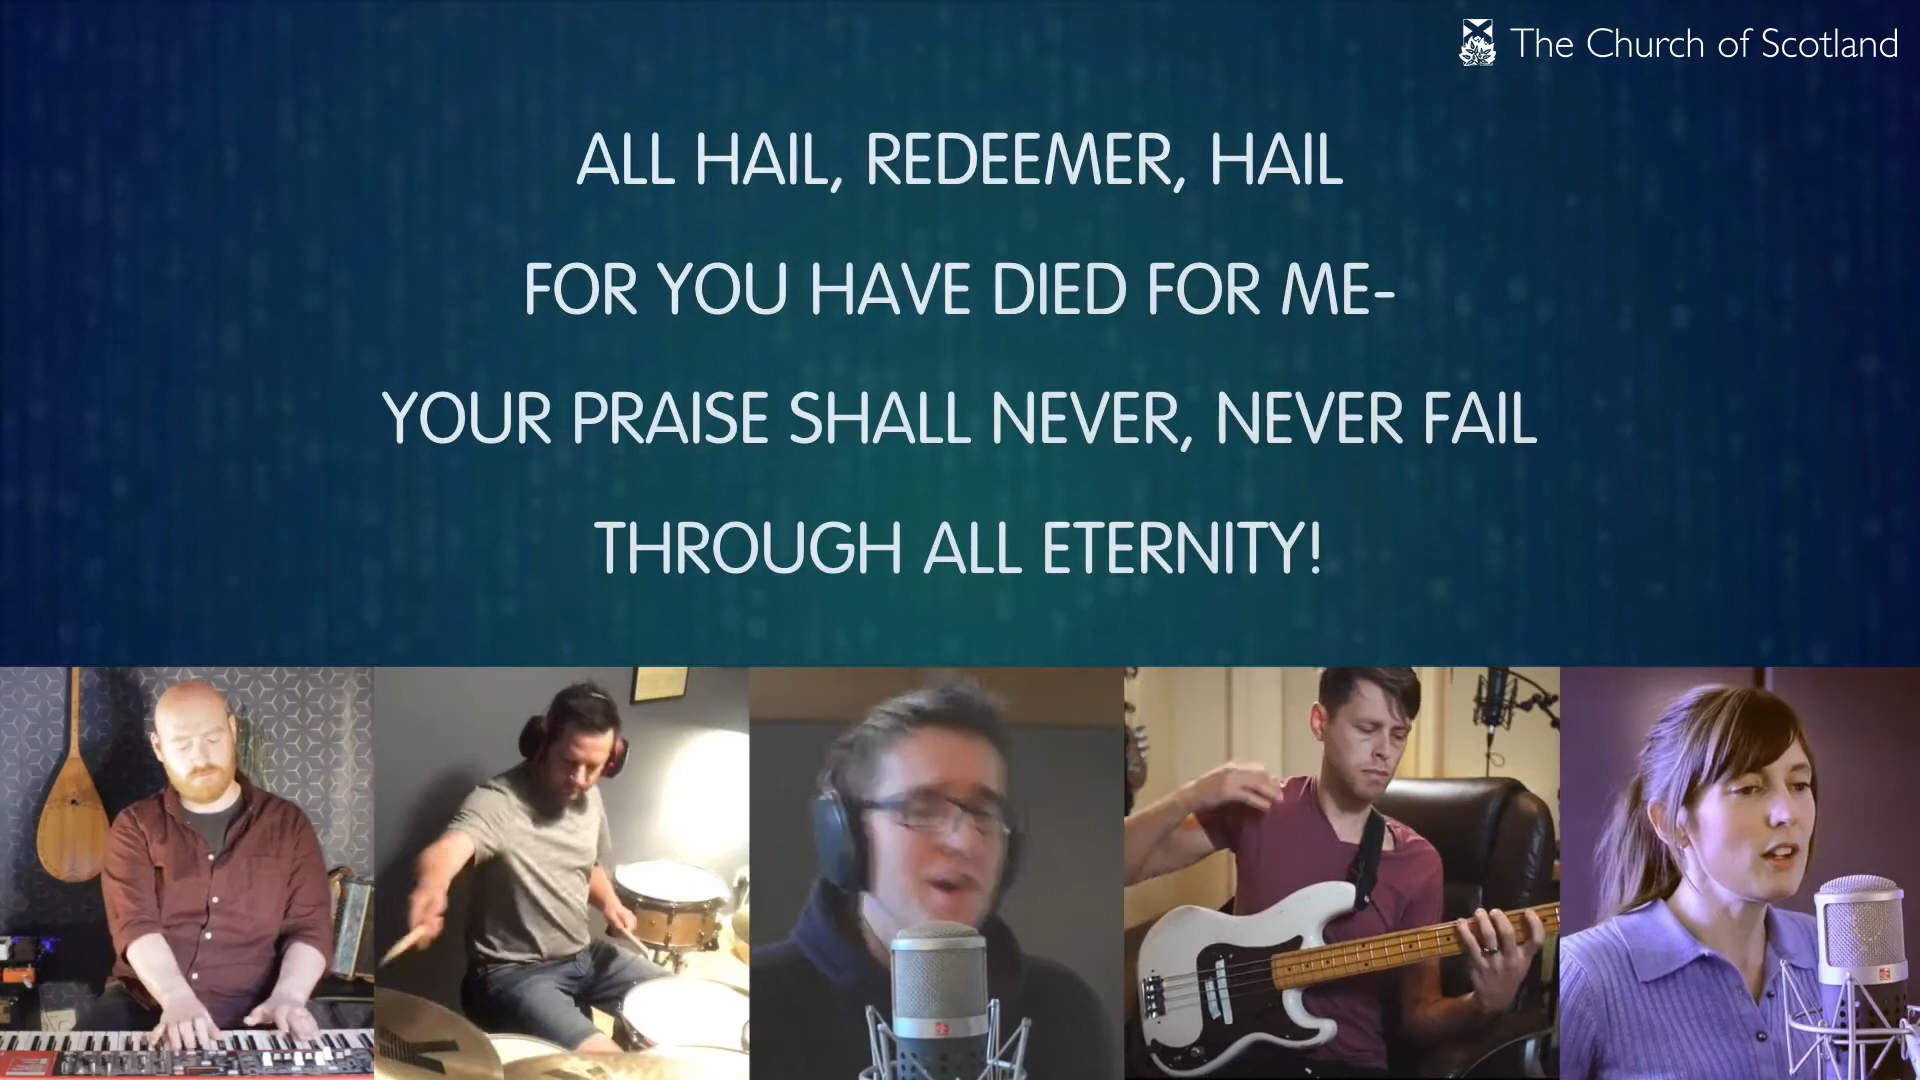 The Church of Scotland
ALL HAIL, REDEEMER, HAIL
FOR YOU HAVE DIED FOR ME-
YOUR PRAISE SHALL NEVER, NEVER FAIL
THROUGH ALL ETERNITY!